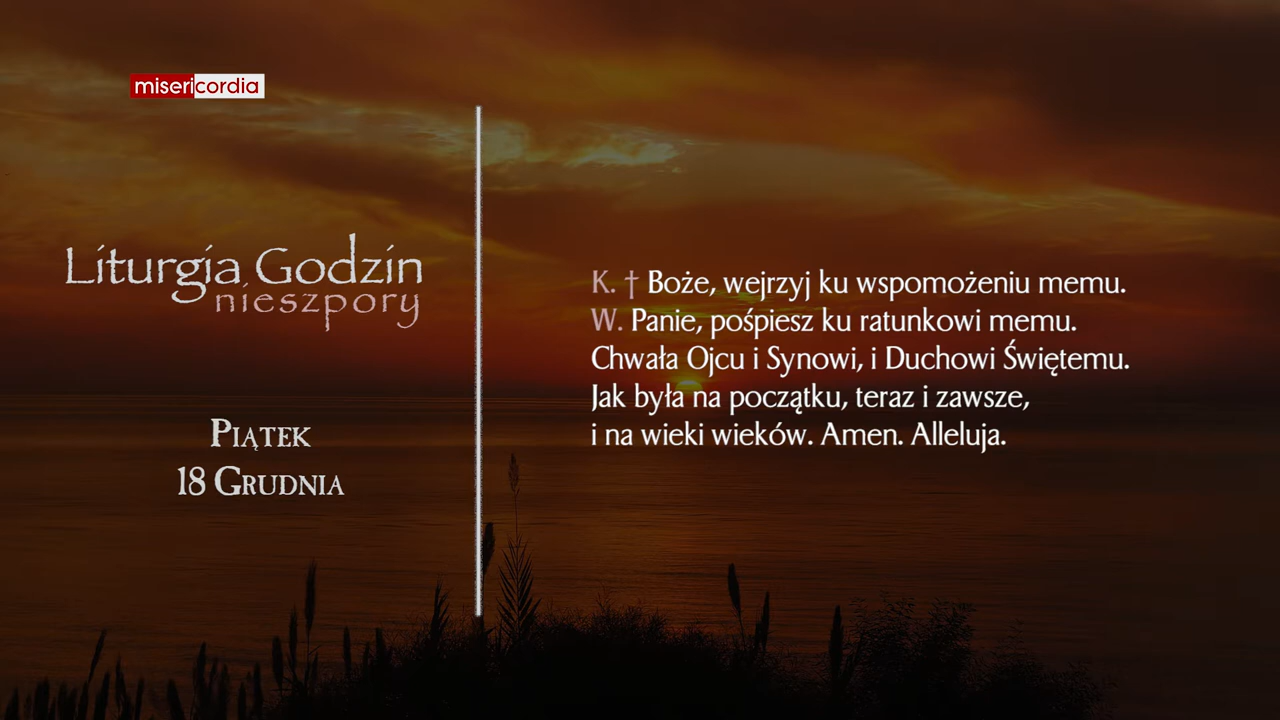 misericordia
Liturgia Godzin
nieszpory
Piątek
18 Grudnia
K. † Boże, wejrzyj ku wspomożeniu memu.
W. Panie, pośpiesz ku ratunkowi memu.
Chwała Ojcu i Synowi, i Duchowi Świętemu.
Jak była na początku, teraz i zawsze,
i na wieki wieków. Amen. Alleluja.